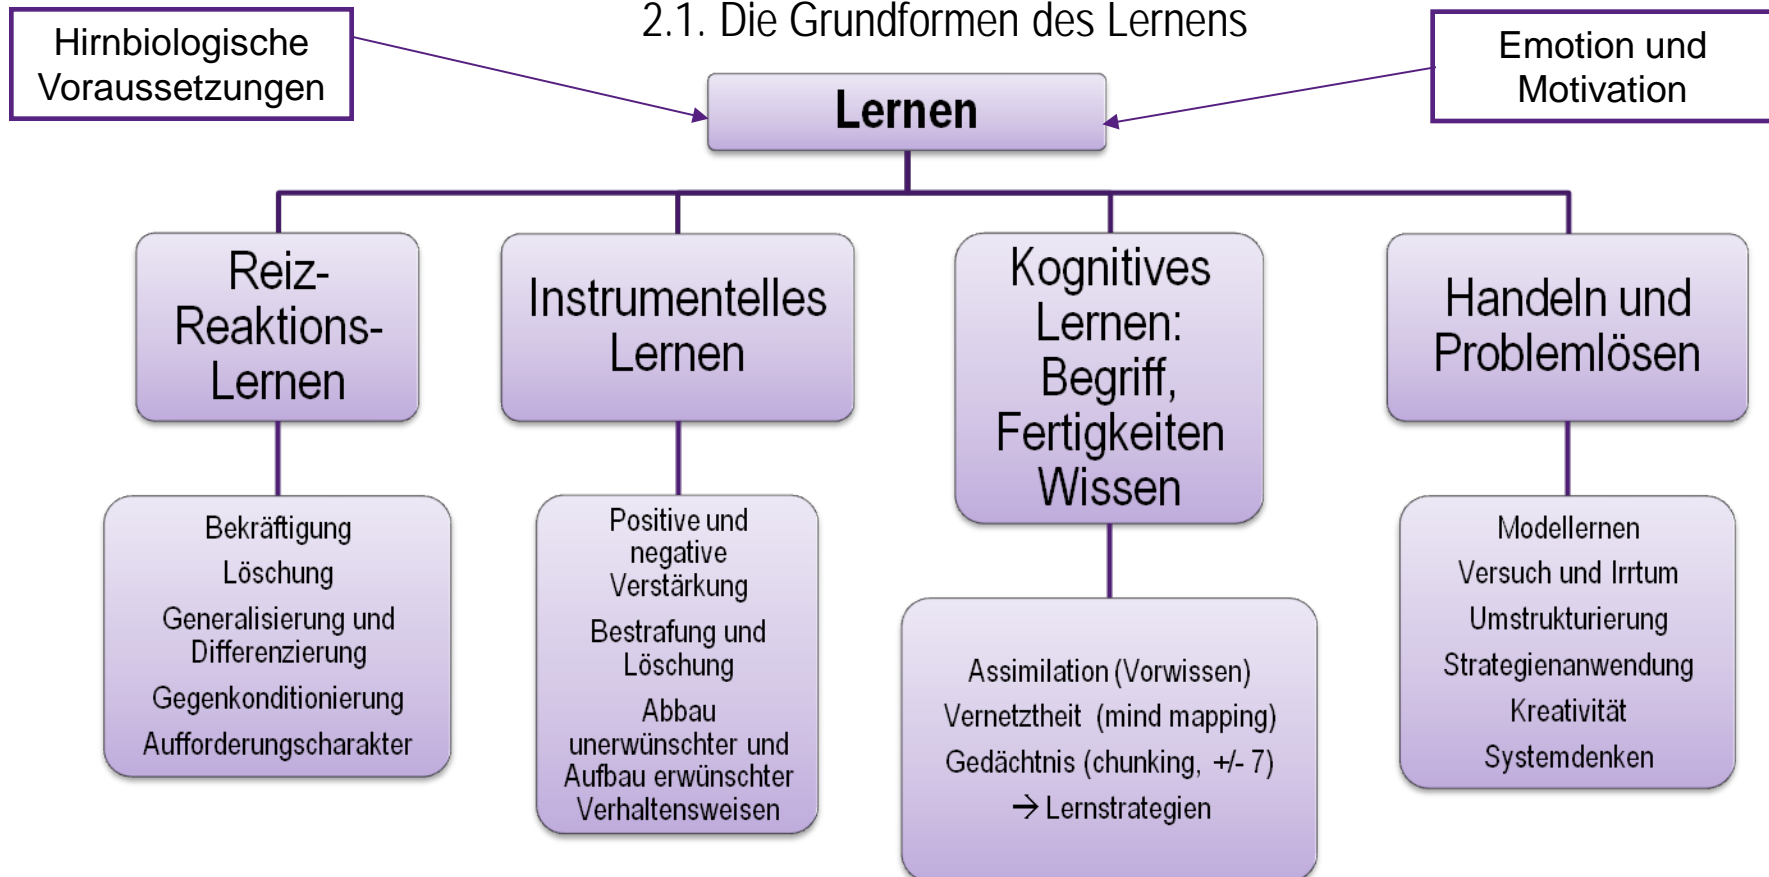 2.1. Die Grundformen des Lernens
Hirnbiologische
Voraussetzungen
Emotion und
Motivation
Lernen
Reiz-
Reaktions-
Lernen
Instrumentelles
Lernen
Kognitives
Lernen:
Begriff,
Fertigkeiten
Wissen
Handeln und
Problemlösen
Bekräftigung
Löschung
Generalisierung und
Differenzierung
Gegenkonditionierung
Aufforderungscharakter
Positive und
negative
Verstärkung
Bestrafung und
Löschung
Abbau
unerwünschter und
Aufbau erwünschter
Verhaltensweisen
Assimilation (Vorwissen)
Vernetztheit (mind mapping)
Gedächtnis (chunking, +/- 7)
→ Lernstrategien
Modellernen
Versuch und Irrtum
Umstrukturierung
Strategienanwendung
Kreativität
Systemdenken